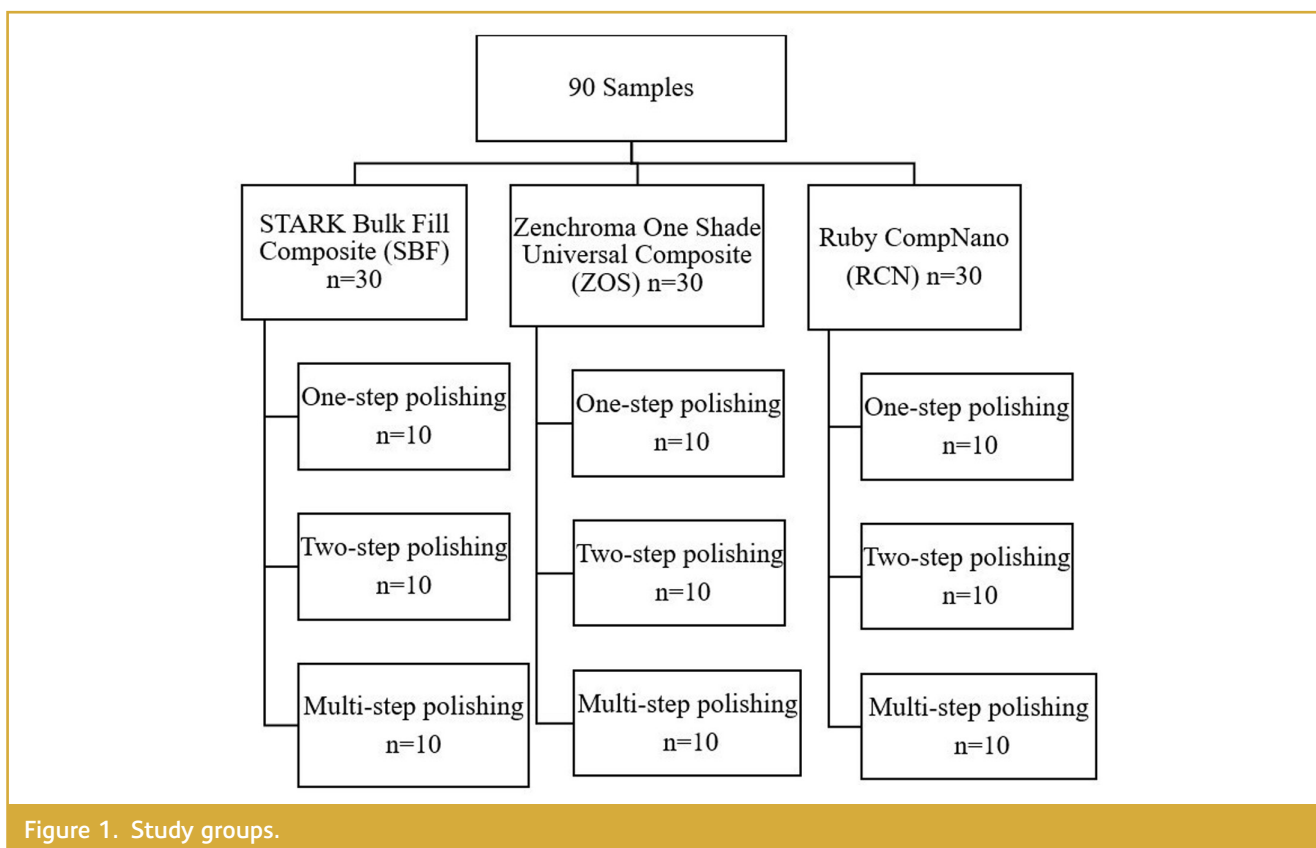 90 Samples
STARK Bulk Fill
Composite (SBF)
n=30
Zenchroma One Shade
Universal Composite
(ZOS) n=30
Ruby CompNano
(RCN) n=30
One-step polishing
n=10
One-step polishing
n=10
One-step polishing
n=10
Two-step polishing
n=10
Two-step polishing
n=10
Two-step polishing
n=10
Multi-step polishing
n=10
Multi-step polishing
n=10
Multi-step polishing
n=10
Figure 1. Study groups.